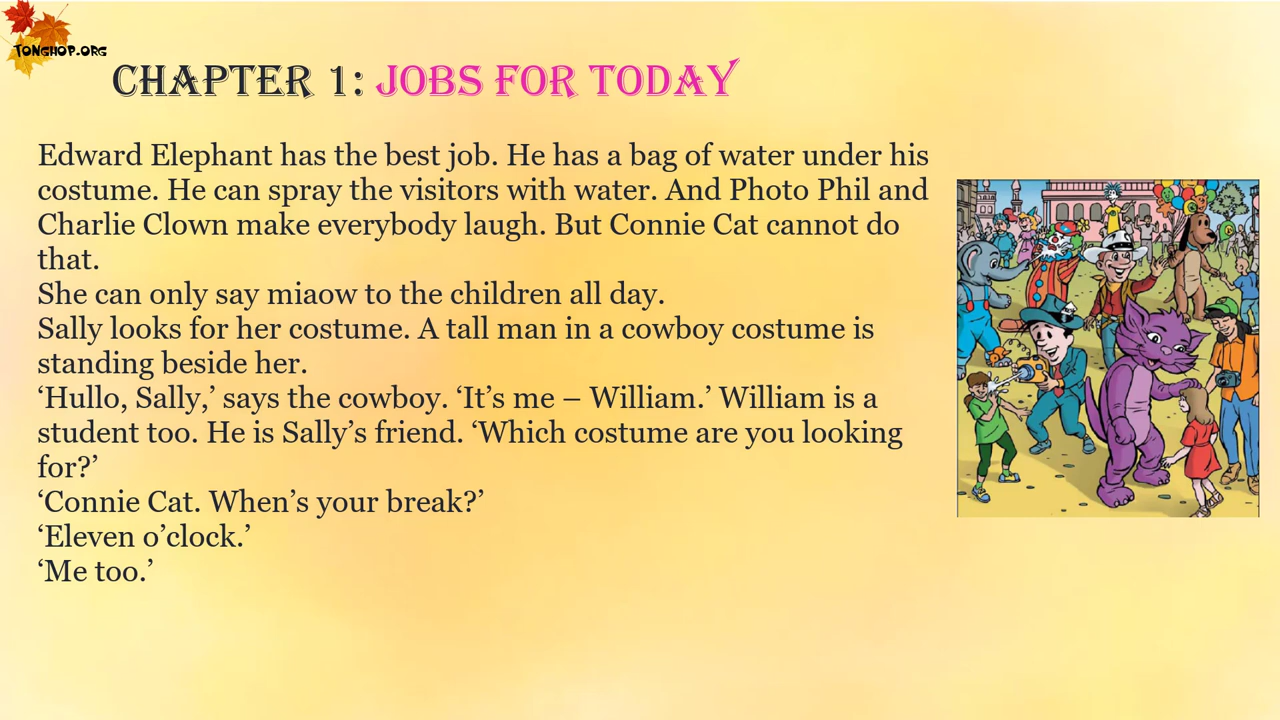 TONGHOP.ORG
CHAPTER 1: JOBS FOR TODAY
Edward Elephant has the best job. He has a bag of water under his
costume. He can spray the visitors with water. And Photo Phil and
Charlie Clown make everybody laugh. But Connie Cat cannot do
that.
She can only say miaow to the children all day.
Sally looks for her costume. A tall man in a cowboy costume is
standing beside her.
‘Hullo, Sally,’ says the cowboy. ‘It’s me – William.’ William is a
student too. He is Sally’s friend. ‘Which costume are you looking
for?’
‘Connie Cat. When’s your break?’
‘Eleven o’clock.’
‘Me too.’